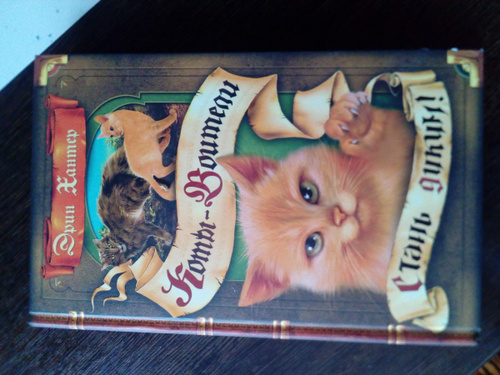 Эрин Хантер
Коты-Воители
Стань диким!